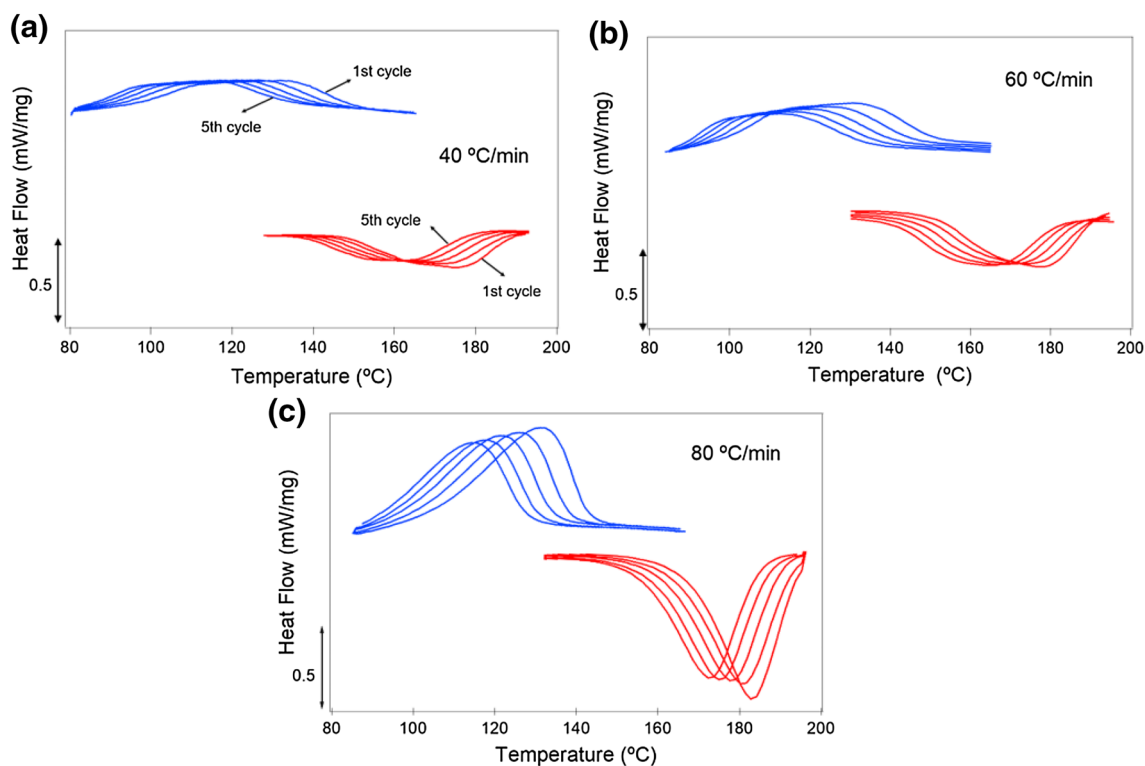 (a)
Heat Flow (mW/mg)
0.5
1st cycle
5th cycle
40 ºC/min
5th cycle
1st cycle
80 100 120 140 160 180 200
Temperature (ºC)
(b)
Heat Flow (mW/mg)
0.5
60 ºC/min
80 100 120 140 160 180 200
Temperature (ºC)
(c)
Heat Flow (mW/mg)
0.5
80 ºC/min
80 100 120 140 160 180 200
Temperature (ºC)